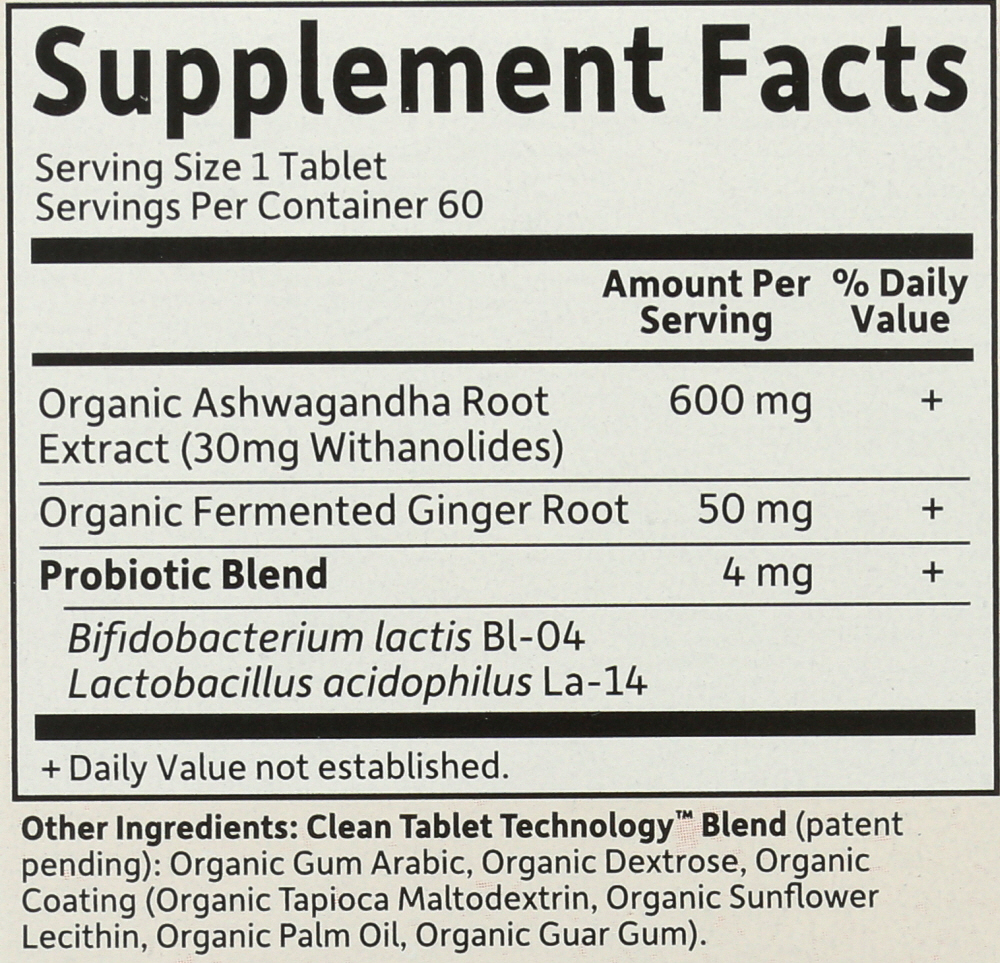 Supplement Facts
Serving Size 1 Tablet
Servings Per Container 60
Amount Per Serving % Daily Value
Organic Ashwagandha Root 600 mg +
Extract (30mg Withanolides)
Organic Fermented Ginger Root 50 mg +
Probiotic Blend 4 mg +
Bifidobacterium lactis Bl-04
Lactobacillus acidophilus La-14
+ Daily Value not established.
Other Ingredients: Clean Tablet Technology™ Blend (patent
pending): Organic Gum Arabic, Organic Dextrose, Organic
Coating (Organic Tapioca Maltodextrin, Organic Sunflower
Lecithin, Organic Palm Oil, Organic Guar Gum).